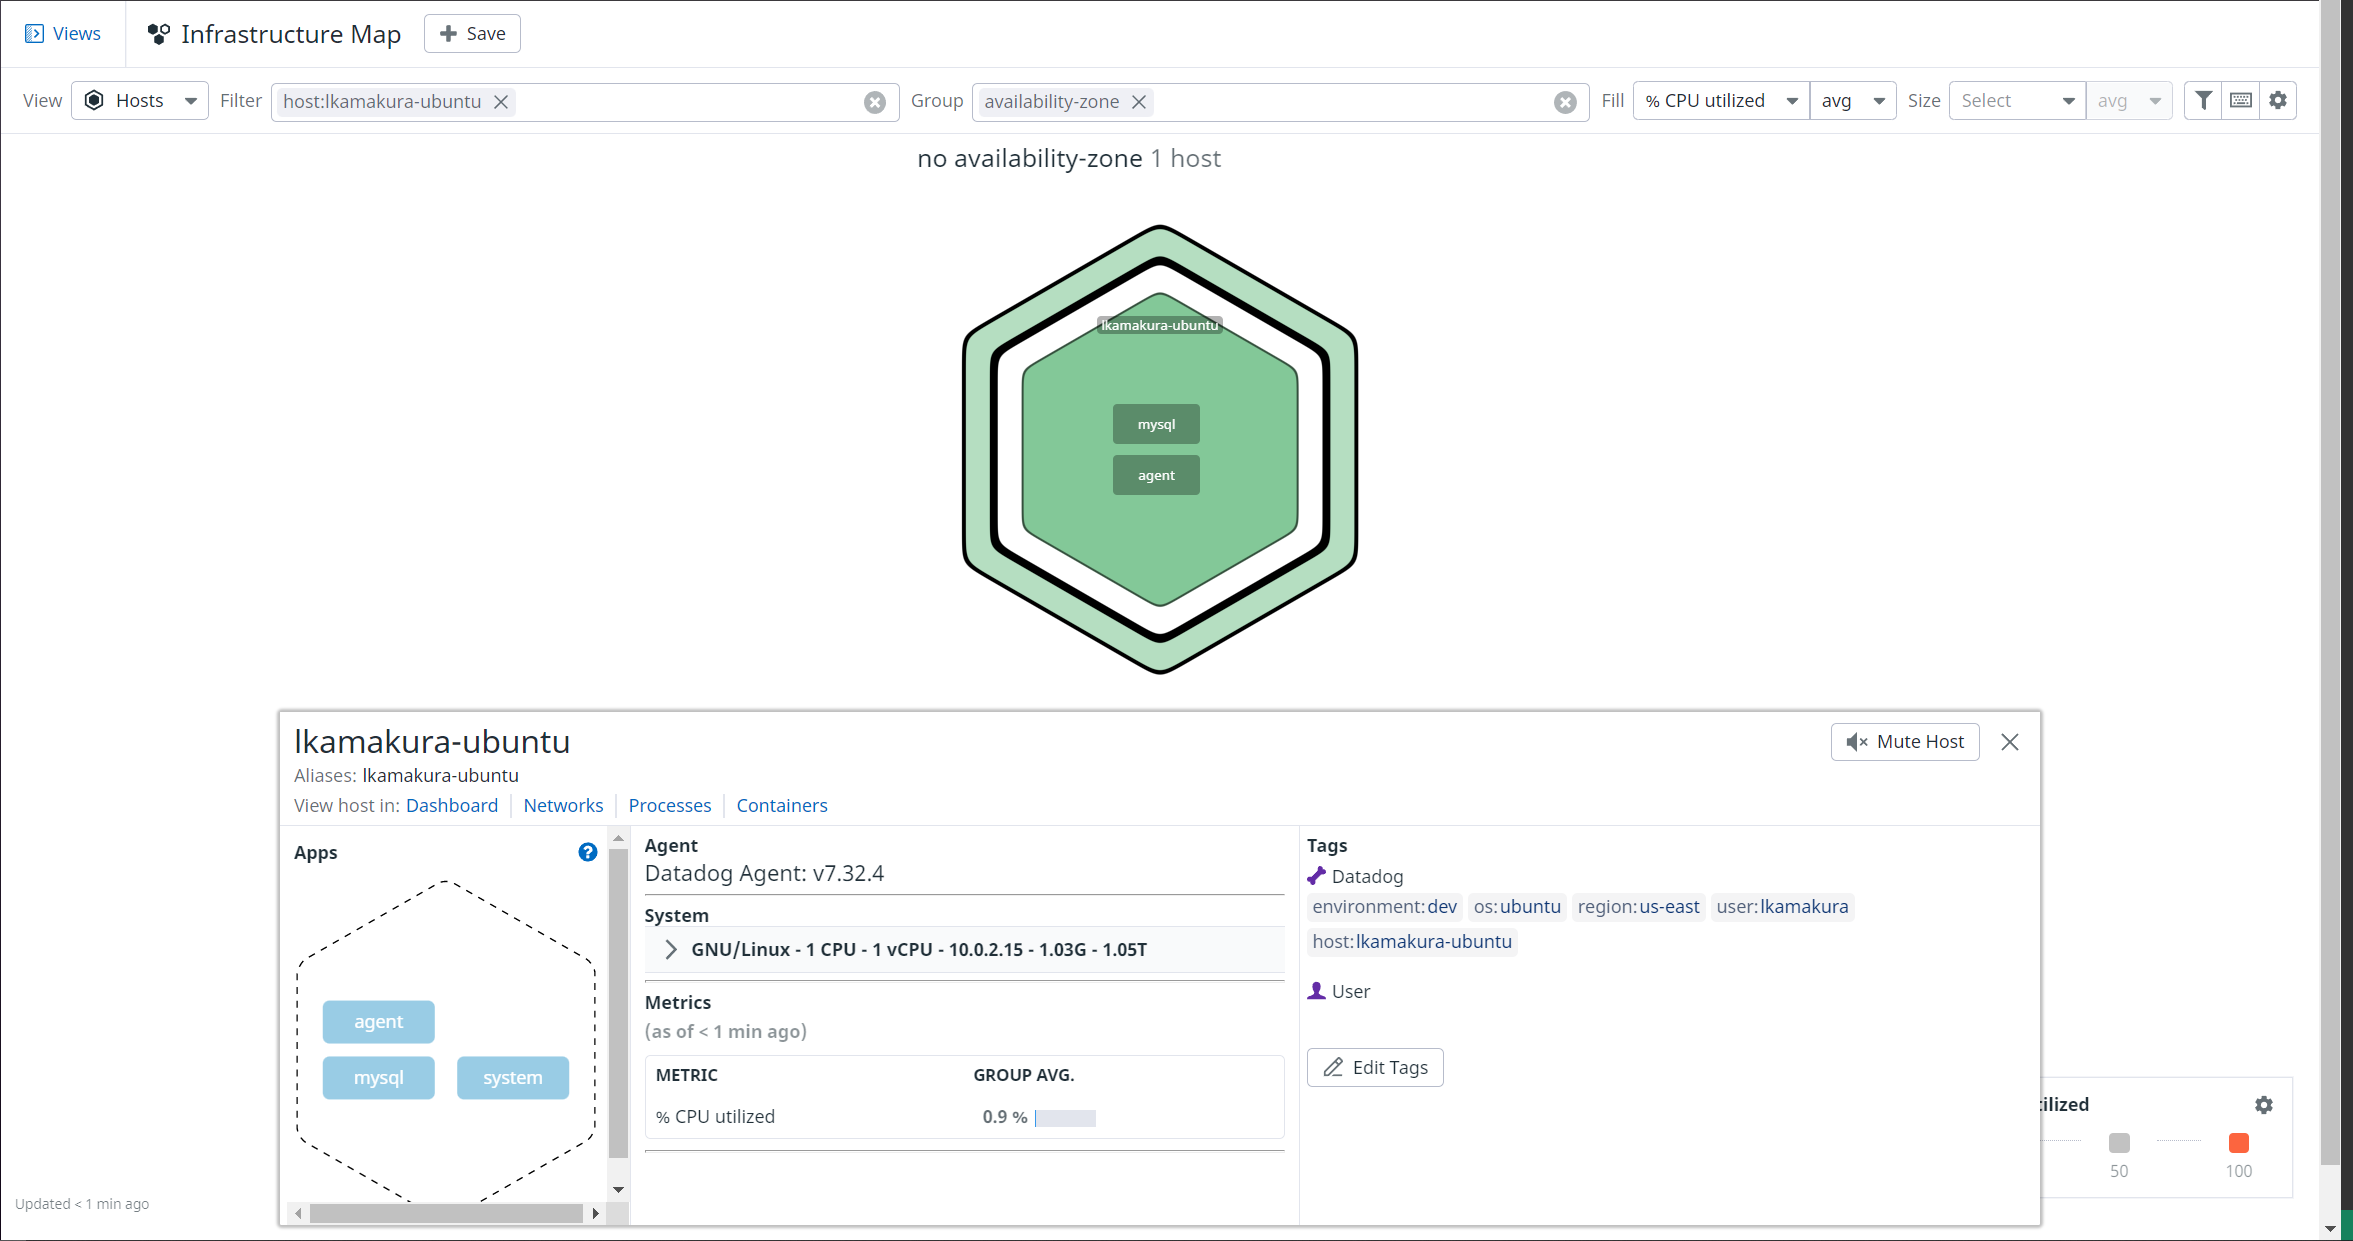 Views
Infrastructure Map
Save
View Hosts Filter host:lkamakura-ubuntu Group availability-zone Fill % CPU utilized avg Size Select avg
no availability-zone 1 host
lkamakura-ubuntu
mysql
agent
lkamakura-ubuntu
Mute Host
Aliases: lkamakura-ubuntu
View host in: Dashboard Networks Processes Containers
Apps
?
agent
mysql
system
Agent
Datadog Agent: v7.32.4
System
GNU/Linux - 1 CPU - 1 vCPU - 10.0.2.15 - 1.03G - 1.05T
Metrics
(as of < 1 min ago)
METRIC GROUP AVG.
% CPU utilized 0.9 %
Tags
Datadog
environment:dev os:ubuntu region:us-east user:lkamakura
host:lkamakura-ubuntu
User
Edit Tags
ilized
50 100
Updated < 1 min ago